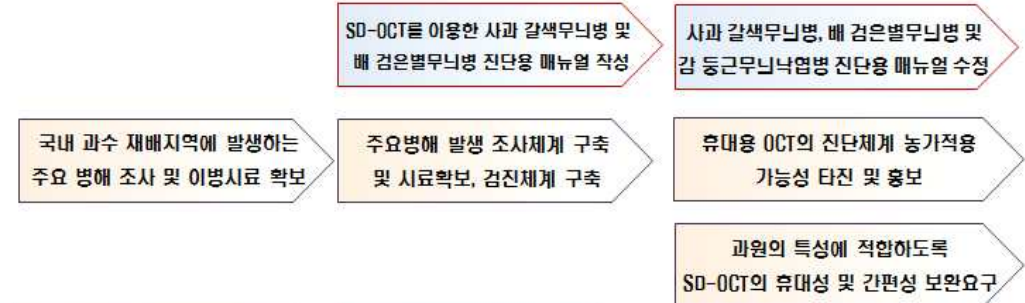 SD-OCT를 이용한 사과 갈색무늬병 및
배 검은별무늬병 진단용 매뉴얼 작성
사과 갈색무늬병, 배 검은별무늬병 및
감 둥근무늬낙엽병 진단용 매뉴얼 수정
국내 과수 재배지역에 발생하는
주요 병해 조사 및 이병시료 확보
주요병해 발생 조사체계 구축
및 시료확보, 검진체계 구축
휴대용 OCT의 진단체계 농가적용
가능성 타진 및 홍보
과원의 특성에 적합하도록
SD-OCT의 휴대성 및 간편성 보완요구